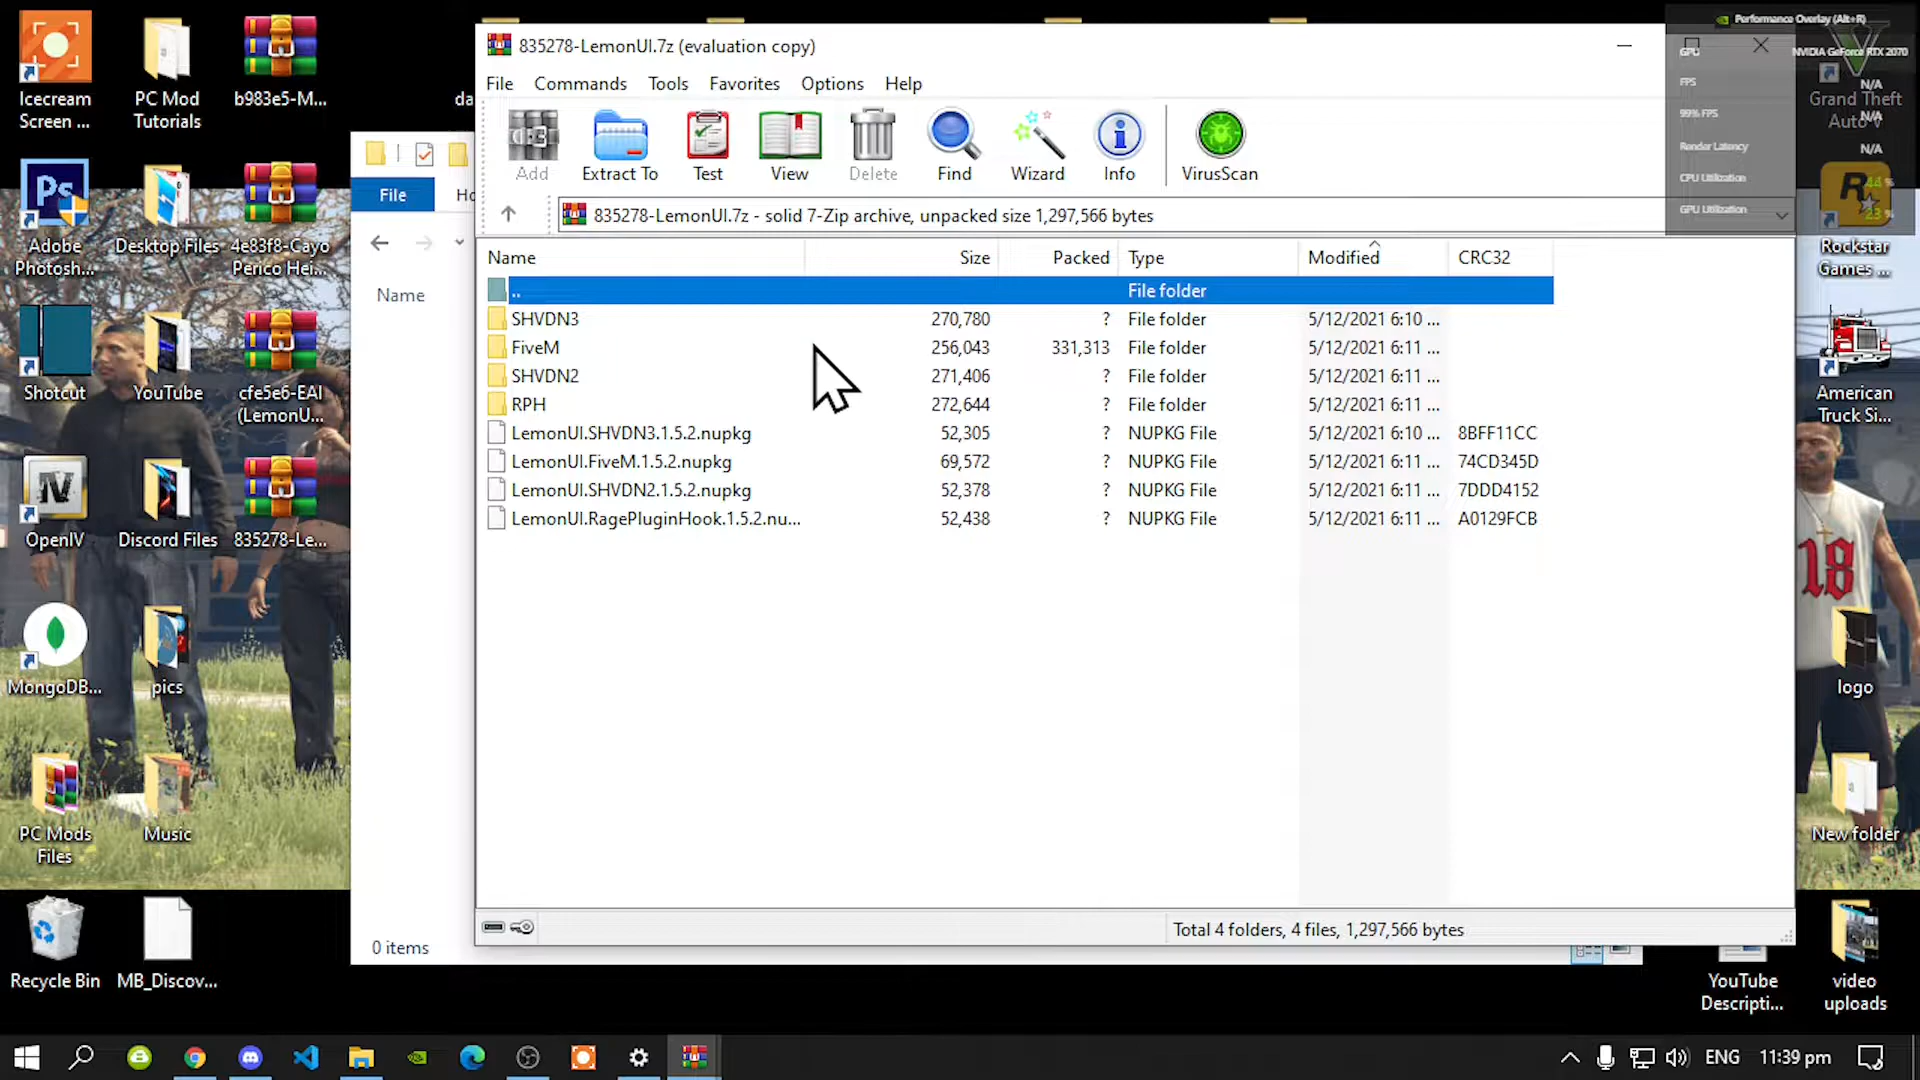 Icecream
Screen ...
PC Mod
Tutorials
b983e5-M...
da
Adobe
Photosh...
Desktop Files
4e83f8-Cayo
Perico Hei...
Shotcut
YouTube
cfe5e6-EAI
(LemonU...
OpenIV
Discord Files
835278-Le...
MongoDB...
pics
PC Mods
Files
Music
Recycle Bin
MB_Discov...
File
Ho
Name
0 items
835278-LemonUI.7z (evaluation copy)
File Commands Tools Favorites Options Help
Add Extract To Test View Delete Find Wizard Info VirusScan
835278-LemonUI.7z - solid 7-Zip archive, unpacked size 1,297,566 bytes
Name Size Packed Type Modified CRC32
.. File folder
SHVDN3 270,780 ? File folder 5/12/2021 6:10 ...
FiveM 256,043 331,313 File folder 5/12/2021 6:11 ...
SHVDN2 271,406 ? File folder 5/12/2021 6:11 ...
RPH 272,644 ? File folder 5/12/2021 6:11 ...
LemonUI.SHVDN3.1.5.2.nupkg 52,305 ? NUPKG File 5/12/2021 6:10 ... 8BFF11CC
LemonUI.FiveM.1.5.2.nupkg 69,572 ? NUPKG File 5/12/2021 6:11 ... 74CD345D
LemonUI.SHVDN2.1.5.2.nupkg 52,378 ? NUPKG File 5/12/2021 6:11 ... 7DDD4152
LemonUI.RagePluginHook.1.5.2.nu... 52,438 ? NUPKG File 5/12/2021 6:11 ... A0129FCB
Total 4 folders, 4 files, 1,297,566 bytes
Performance Overlay (Alt+R)
GPU NVIDIA GeForce RTX 2070
FPS N/A
99% FPS N/A
Render Latency N/A
CPU Utilization 44 %
GPU Utilization 23 %
Grand Theft
Auto V
Rockstar
Games ...
American
Truck Si...
18
logo
New folder
YouTube
Descripti...
video
uploads
ENG 11:39 pm